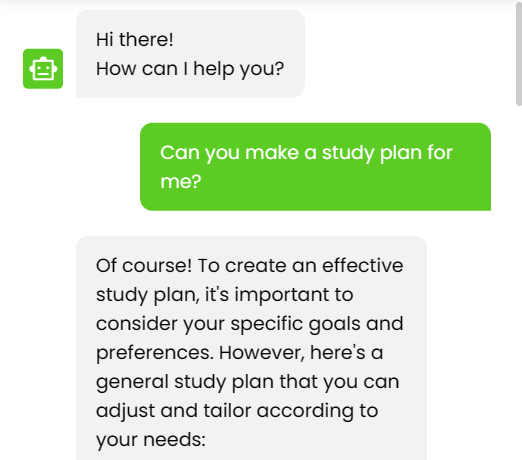 Hi there!
How can I help you?
Can you make a study plan for
me?
Of course! To create an effective
study plan, it's important to
consider your specific goals and
preferences. However, here's a
general study plan that you can
adjust and tailor according to
your needs: